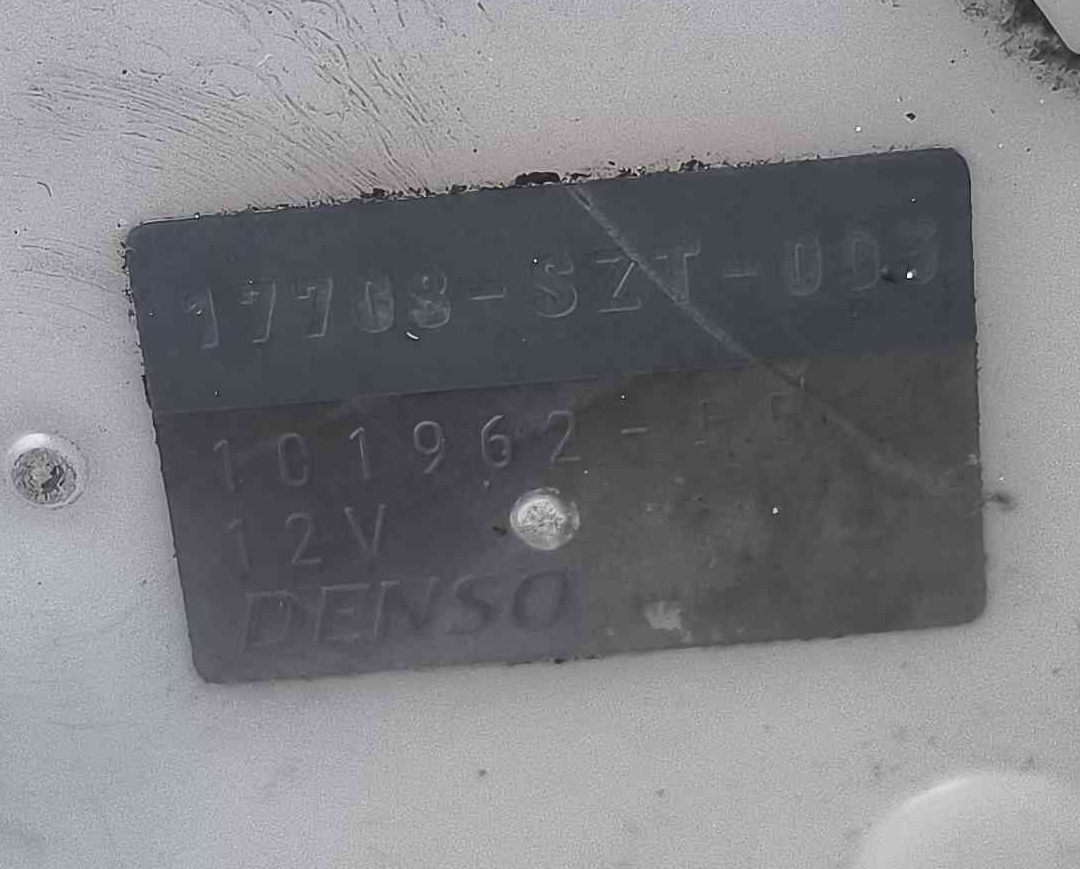 17708-SZT-003
101962-
12V
DENSO